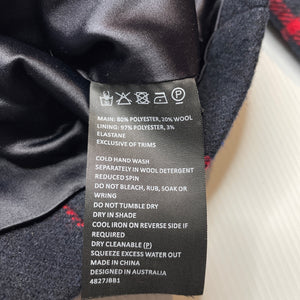 MAIN: 80% POLYESTER, 20% WOOL
LINING: 97% POLYESTER, 3%
ELASTANE
EXCLUSIVE OF TRIMS
COLD HAND WASH
SEPARATELY IN WOOL DETERGENT
REDUCED SPIN
DO NOT BLEACH, RUB, SOAK OR
WRING
DO NOT TUMBLE DRY
DRY IN SHADE
COOL IRON ON REVERSE SIDE IF
REQUIRED
DRY CLEANABLE (P)
SQUEEZE EXCESS WATER OUT
MADE IN CHINA
DESIGNED IN AUSTRALIA
4827JBB1